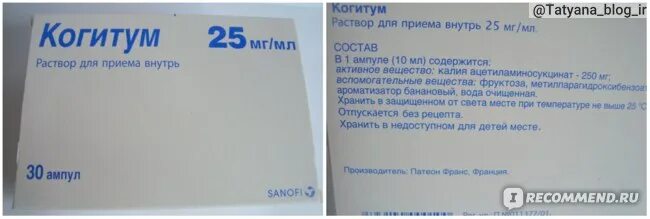 Когитум 25 мг/мл
Раствор для приема внутрь
30 ампул
SANOFI
@Tatyana_blog_ir
Когитум
Раствор для приема внутрь 25 мг/мл.
СОСТАВ
В 1 ампуле (10 мл) содержится:
активное вещество: калия ацетиламиносукцинат - 250 мг;
вспомогательные вещества: фруктоза, метилпарагидроксибензоат
ароматизатор банановый, вода очищенная.
Хранить в защищенном от света месте при температуре не выше 25 °C
Отпускается без рецепта.
Хранить в недоступном для детей месте.
Производитель: Патеон Франс, Франция.
IRECOMMEND.RU